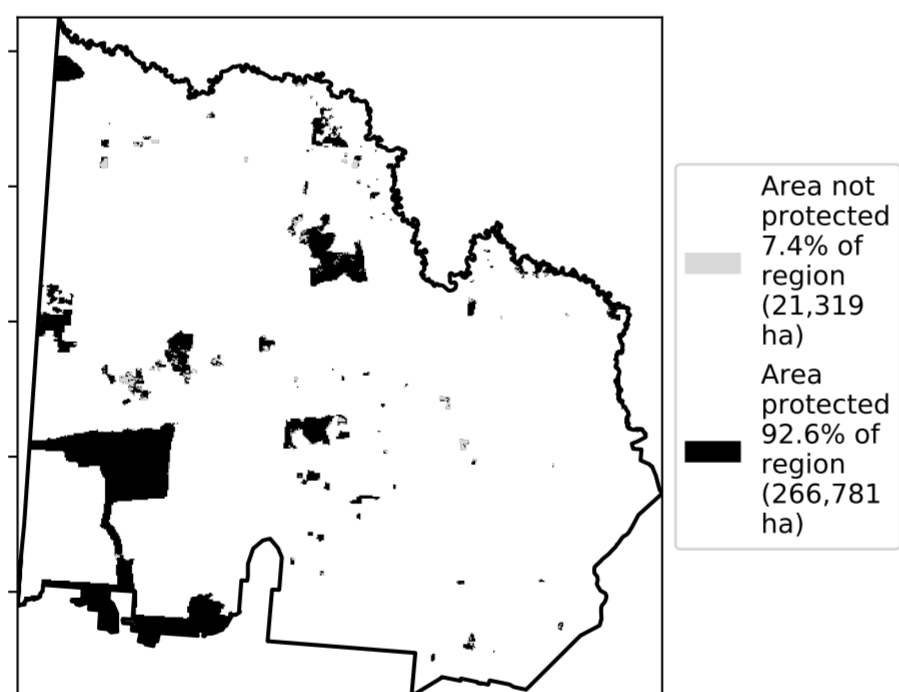 Area not
protected
7.4% of
region
(21,319
ha)
Area
protected
92.6% of
region
(266,781
ha)